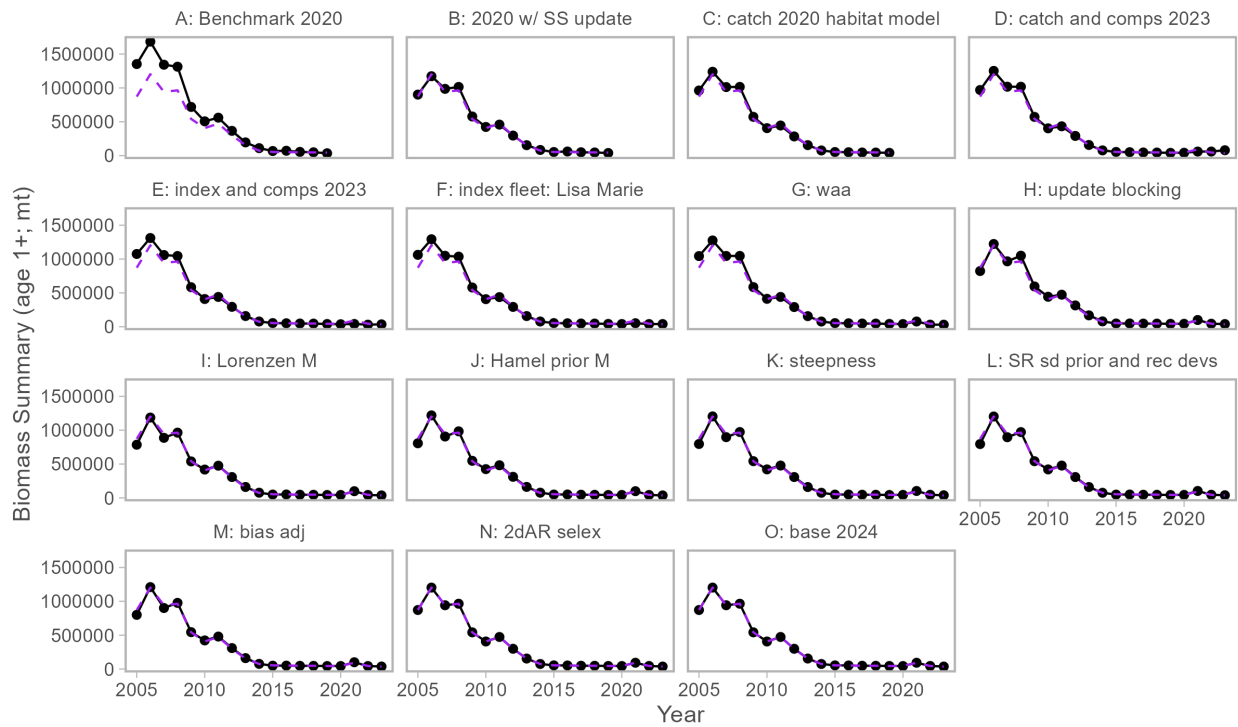 A: Benchmark 2020
B: 2020 w/ SS update
C: catch 2020 habitat model
D: catch and comps 2023
1500000
1000000
500000
0
E: index and comps 2023
F: index fleet: Lisa Marie
G: waa
H: update blocking
1500000
1000000
500000
0
I: Lorenzen M
J: Hamel prior M
K: steepness
L: SR sd prior and rec devs
1500000
1000000
500000
0
2005 2010 2015 2020
M: bias adj
N: 2dAR selex
O: base 2024
1500000
1000000
500000
0
2005 2010 2015 2020
2005 2010 2015 2020
2005 2010 2015 2020
Year
Biomass Summary (age 1+; mt)